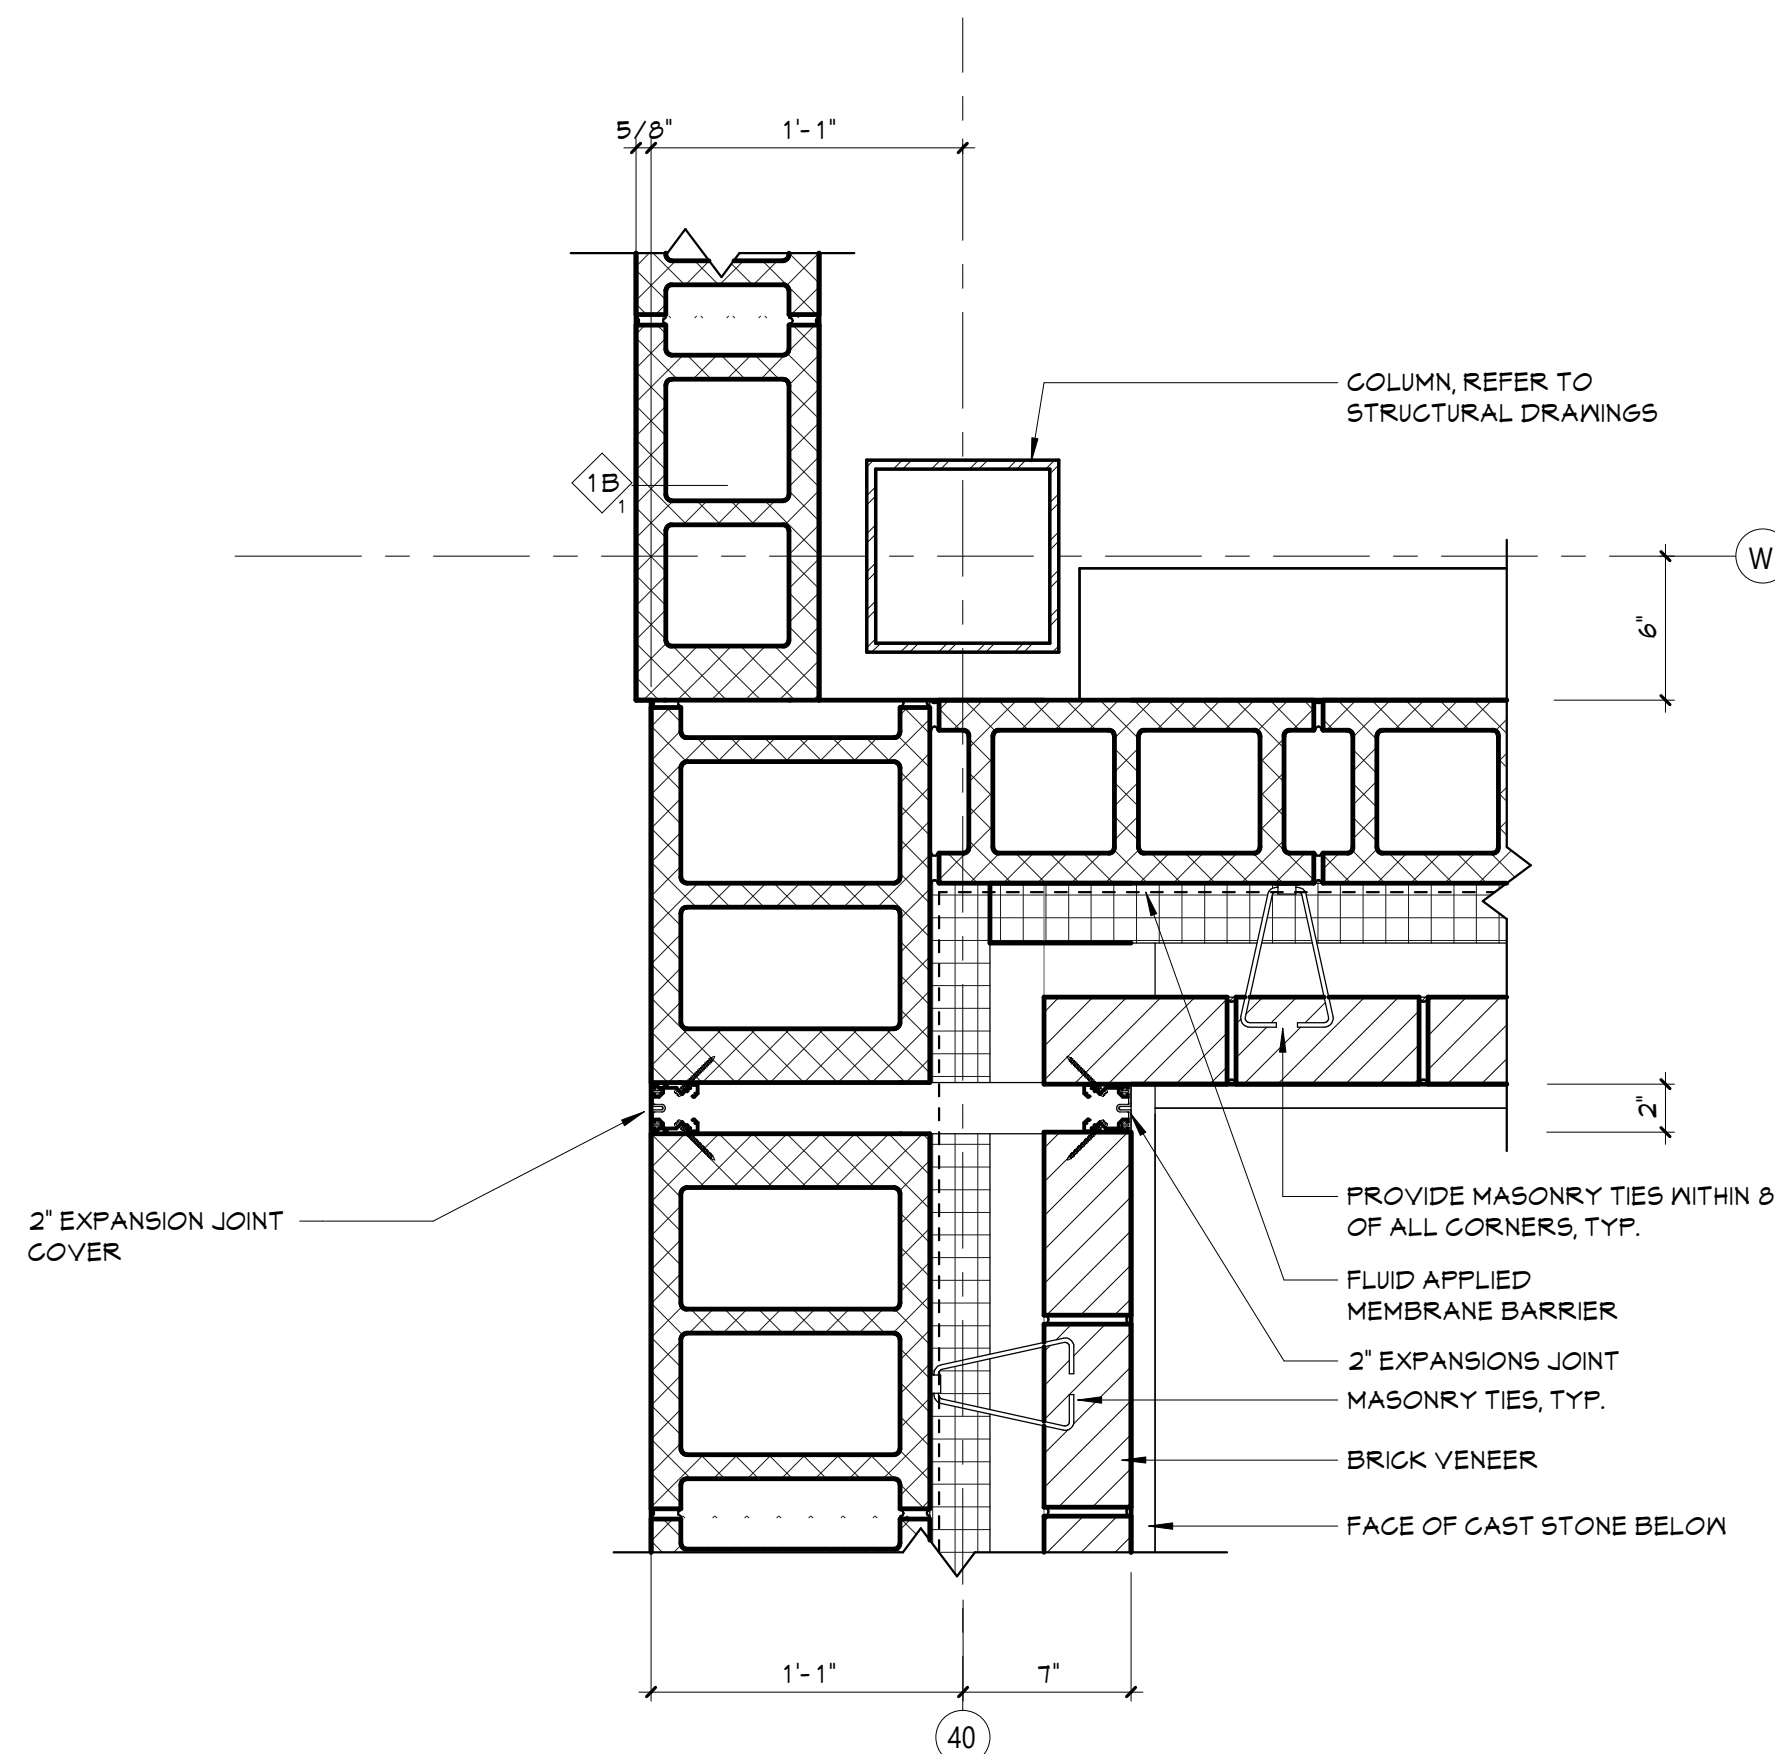 5/8" 1'-1"
COLUMN, REFER TO
STRUCTURAL DRAWINGS
1B
1
W
6"
2"
2" EXPANSION JOINT
COVER
PROVIDE MASONRY TIES WITHIN 8
OF ALL CORNERS, TYP.
FLUID APPLIED
MEMBRANE BARRIER
2" EXPANSIONS JOINT
MASONRY TIES, TYP.
BRICK VENEER
FACE OF CAST STONE BELOW
1'-1" 7"
40